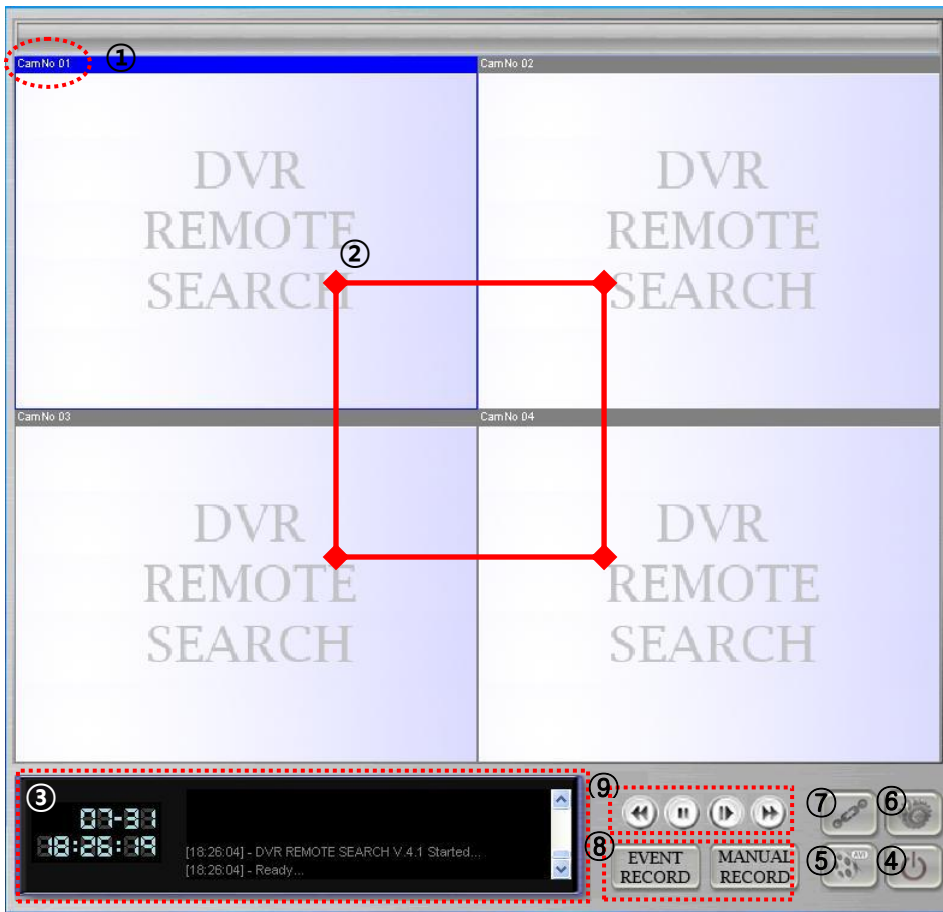 CamNo 01
①
CamNo 02
DVR
REMOTE
SEARCH
DVR
REMOTE
SEARCH
②
CamNo 03
CamNo 04
DVR
REMOTE
SEARCH
DVR
REMOTE
SEARCH
③
07-31
18:26:19
[18:26:04] - DVR REMOTE SEARCH V.4.1 Started...
[18:26:04] - Ready...
⑨
⑧
EVENT
RECORD
MANUAL
RECORD
⑦
⑥
⑤
AVI
④